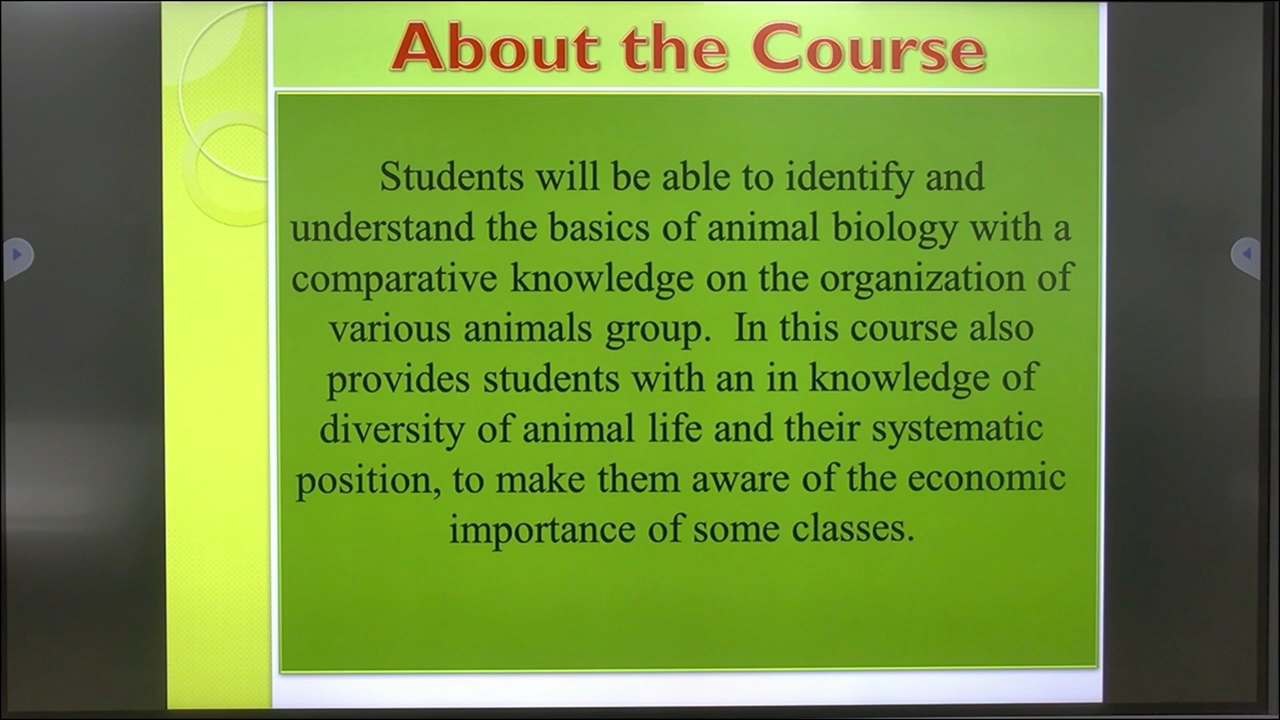 About the Course
Students will be able to identify and
understand the basics of animal biology with a
comparative knowledge on the organization of
various animals group.  In this course also
provides students with an in knowledge of
diversity of animal life and their systematic
position, to make them aware of the economic
importance of some classes.